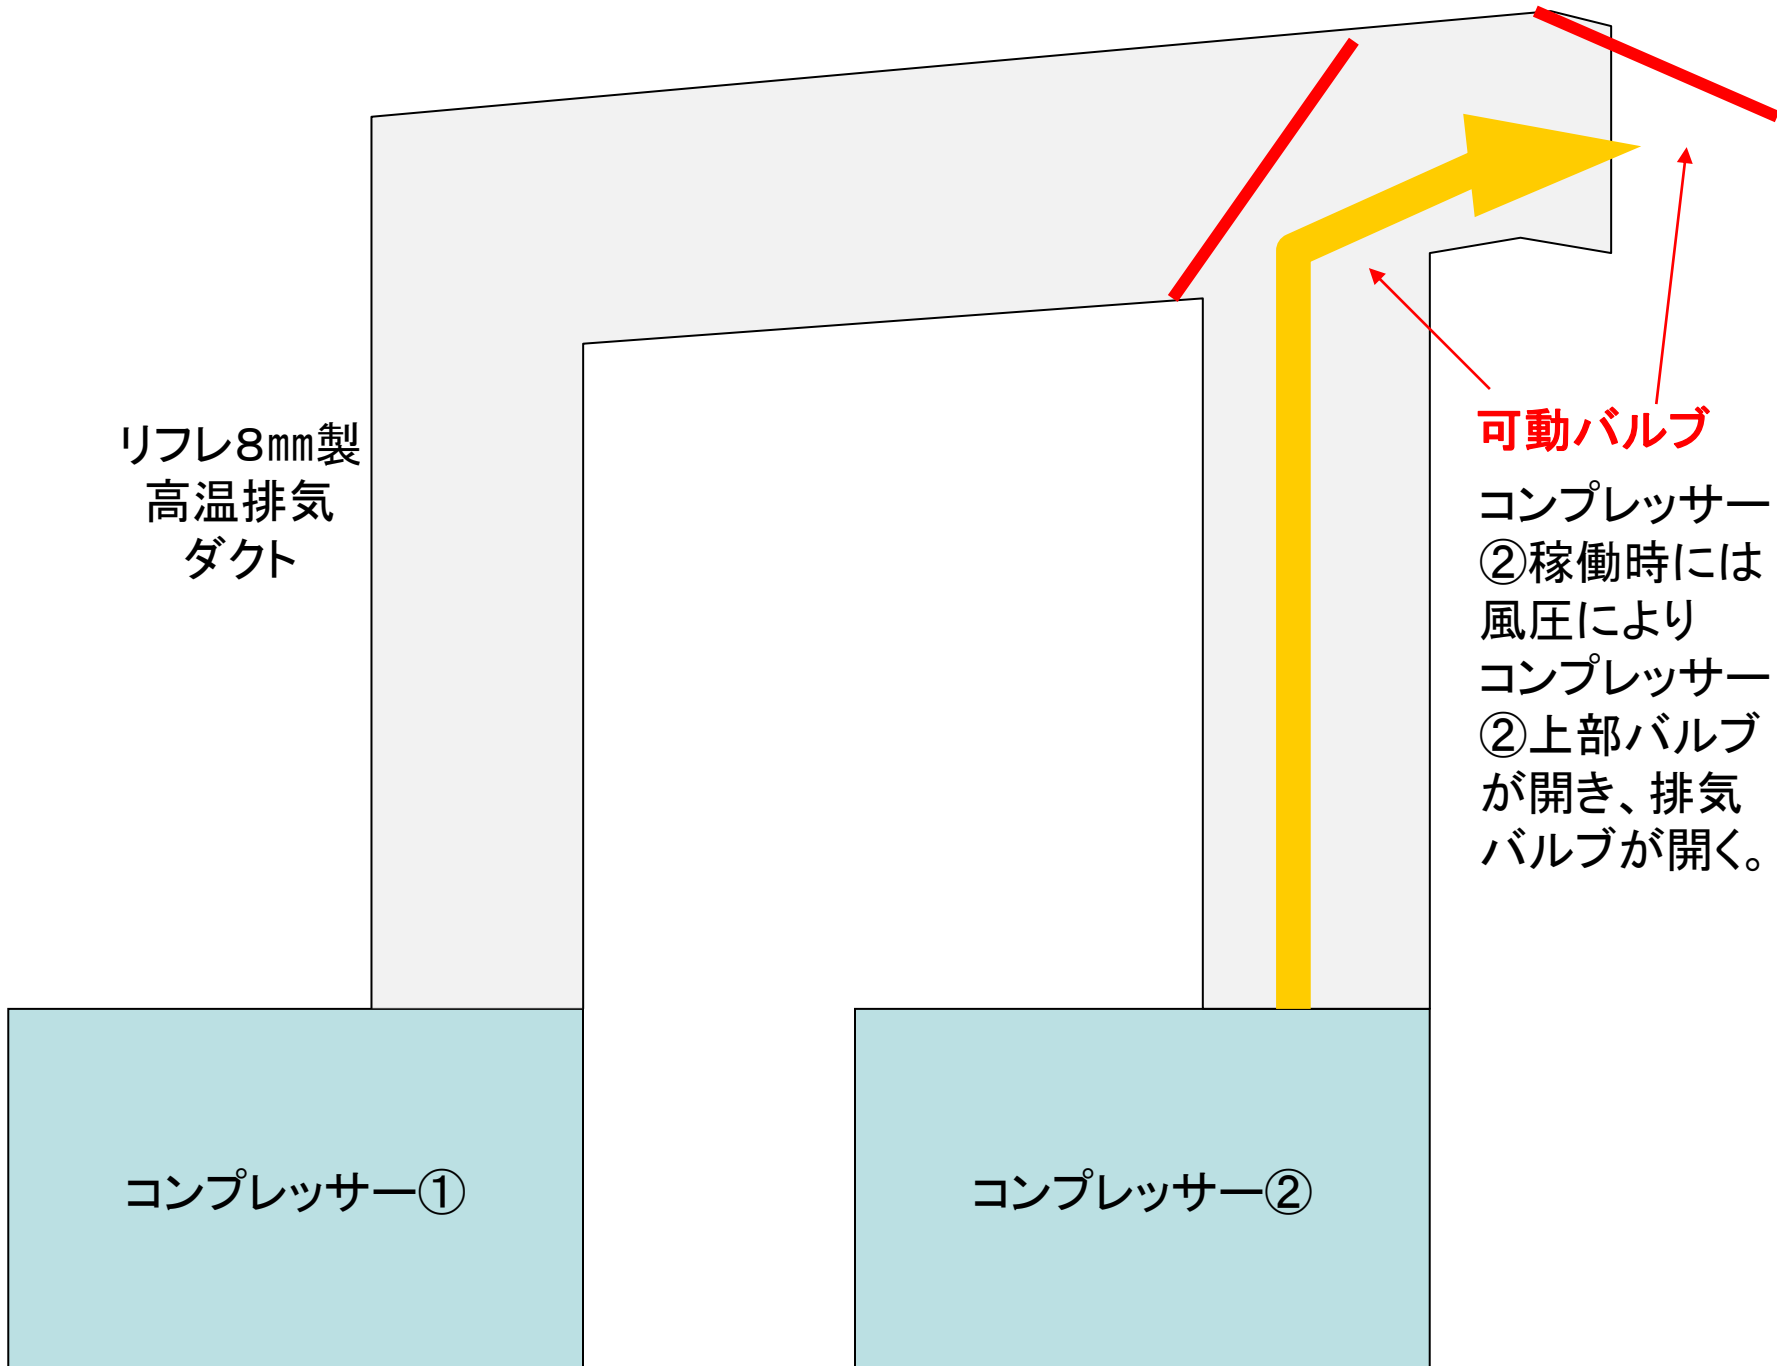 リフレ8㎜製
高温排気
ダクト
可動バルブ
コンプレッサー
②稼働時には
風圧により
コンプレッサー
②上部バルブ
が開き、排気
バルブが開く。
コンプレッサー①
コンプレッサー②